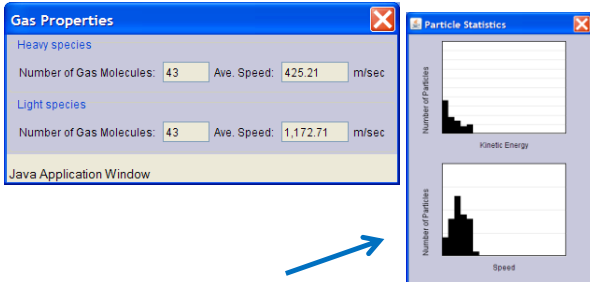 Gas Properties
Heavy species
Number of Gas Molecules: 43 Ave. Speed: 425.21 m/sec
Light species
Number of Gas Molecules: 43 Ave. Speed: 1,172.71 m/sec
Java Application Window
Particle Statistics
Number of Particles
Kinetic Energy
Number of Particles
Speed